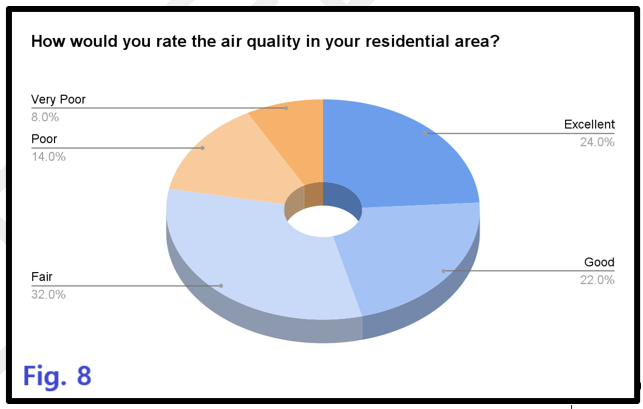 How would you rate the air quality in your residential area?
Very Poor
8.0%
Poor
14.0%
Fair
32.0%
Excellent
24.0%
Good
22.0%
Fig. 8